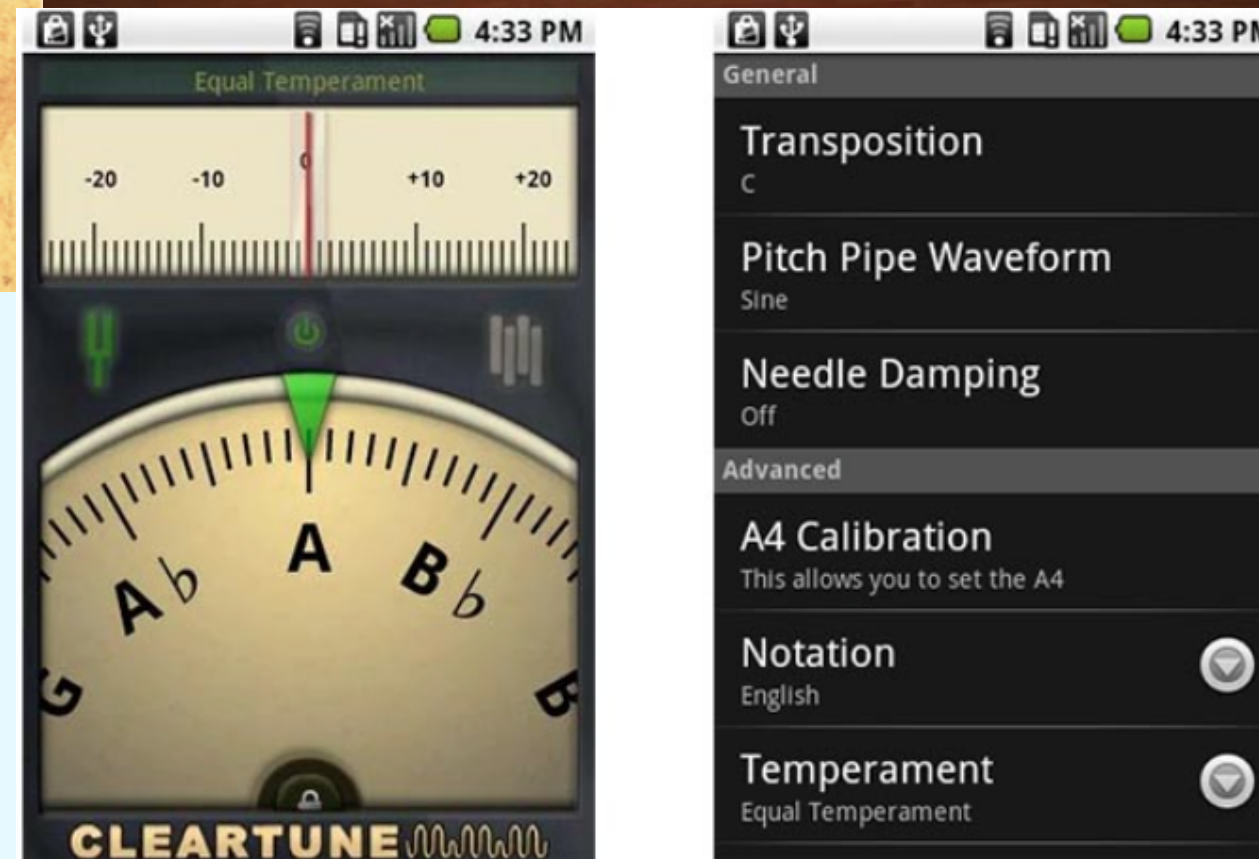 4:33 PM
Equal Temperament
-20 -10 0 +10 +20
A♭ A B♭
G B
CLEARTUNE
4:33 PM
General
Transposition
C
Pitch Pipe Waveform
Sine
Needle Damping
Off
Advanced
A4 Calibration
This allows you to set the A4
Notation
English
Temperament
Equal Temperament